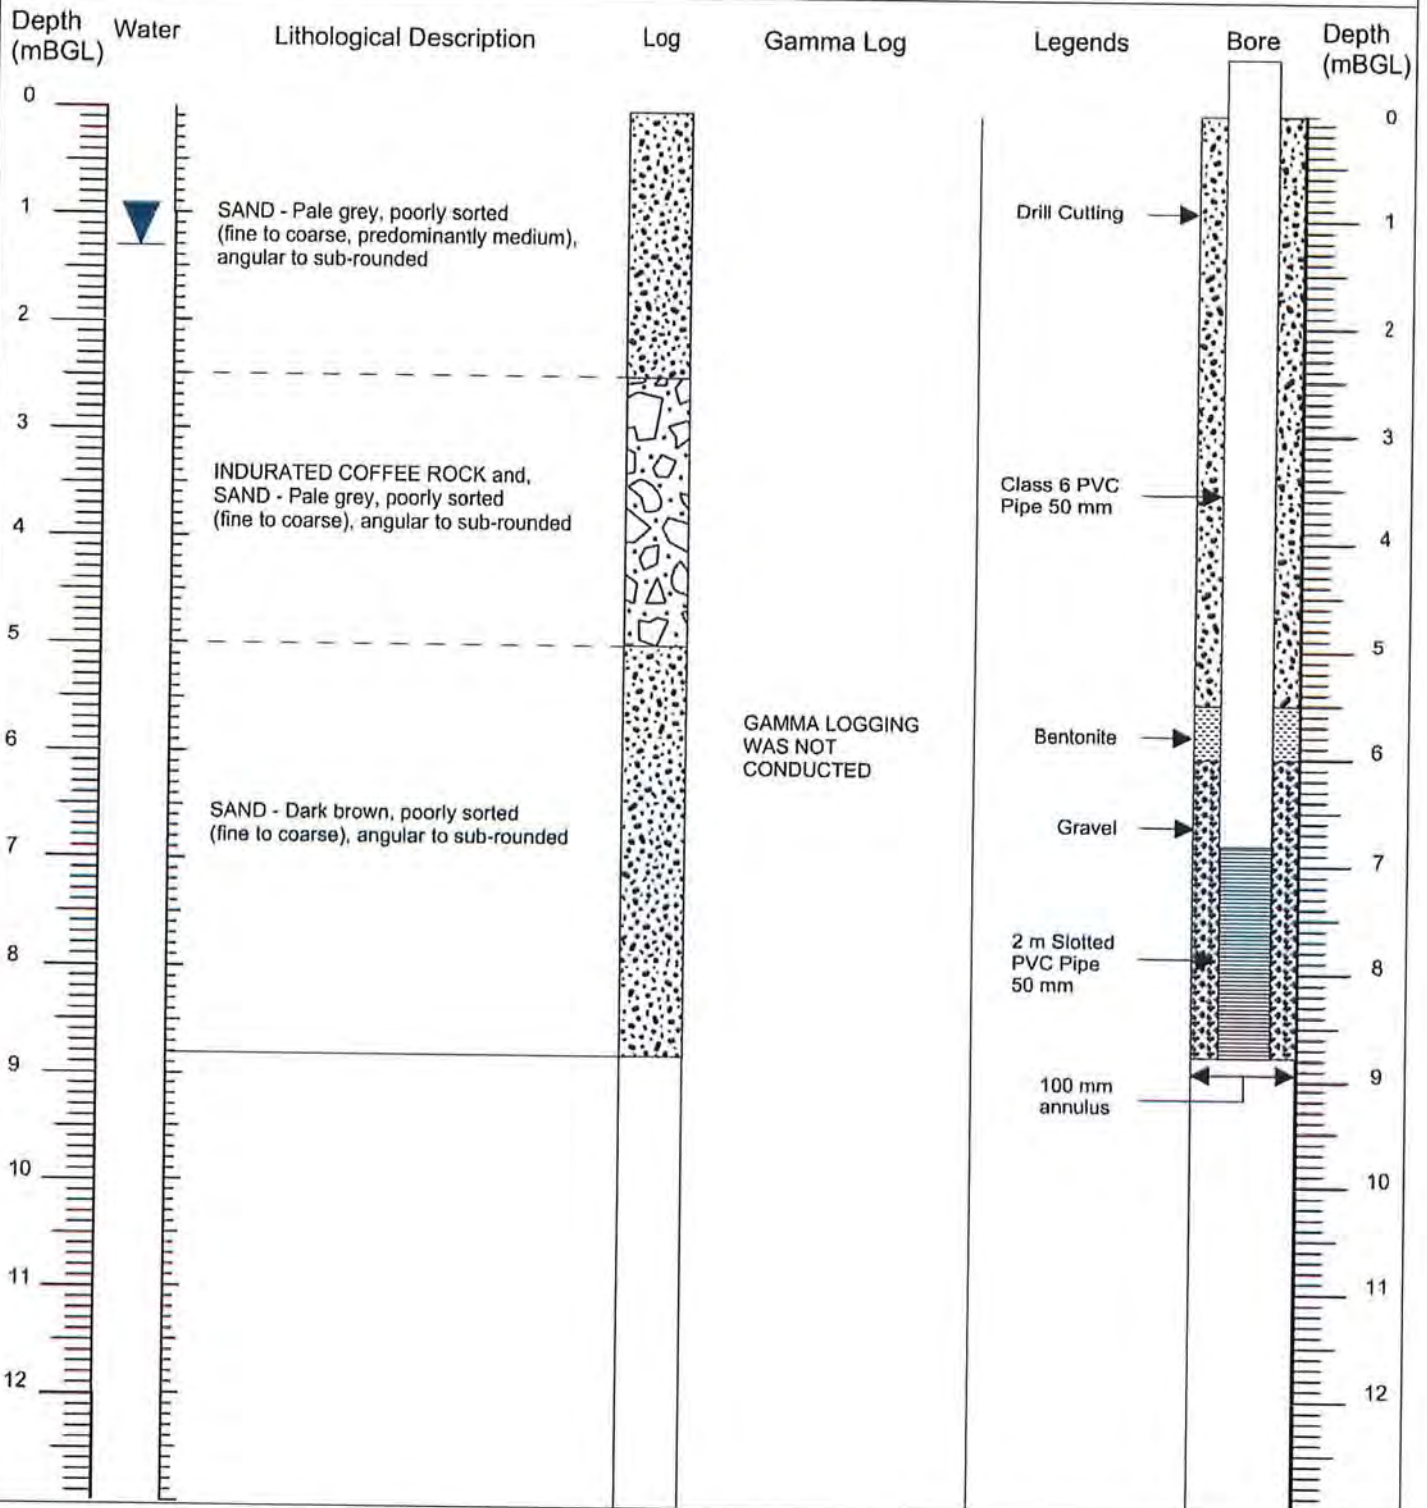 Depth
(mBGL)
Water
Lithological Description
Log
Gamma Log
Legends
Bore
Depth
(mBGL)
0
1
2
3
4
5
6
7
8
9
10
11
12
SAND - Pale grey, poorly sorted
(fine to coarse, predominantly medium),
angular to sub-rounded
INDURATED COFFEE ROCK and,
SAND - Pale grey, poorly sorted
(fine to coarse), angular to sub-rounded
SAND - Dark brown, poorly sorted
(fine to coarse), angular to sub-rounded
GAMMA LOGGING
WAS NOT
CONDUCTED
Drill Cutting
Class 6 PVC
Pipe 50 mm
Bentonite
Gravel
2 m Slotted
PVC Pipe
50 mm
100 mm
annulus
0
1
2
3
4
5
6
7
8
9
10
11
12